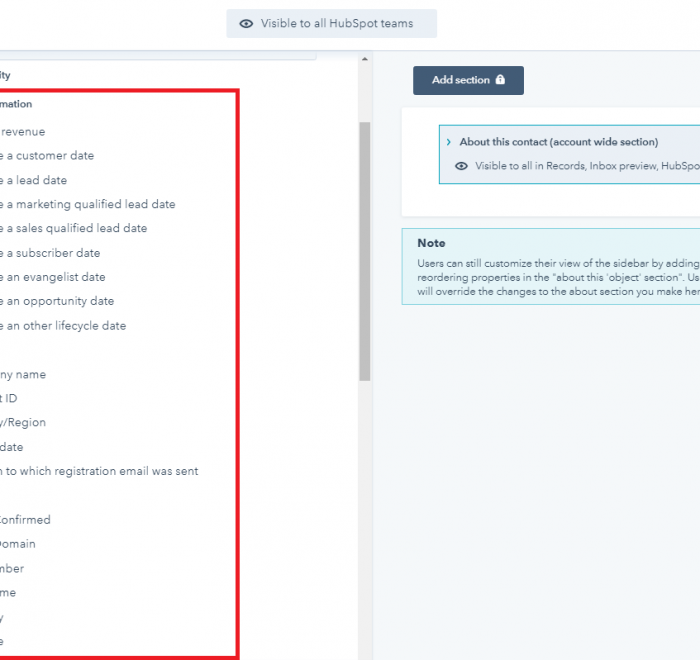 Visible to all HubSpot teams
ity
mation
revenue
e a customer date
e a lead date
e a marketing qualified lead date
e a sales qualified lead date
e a subscriber date
e an evangelist date
e an opportunity date
e an other lifecycle date
ny name
t ID
y/Region
date
n to which registration email was sent
Confirmed
Domain
mber
me
y
e
Add section
About this contact (account wide section)
Visible to all in Records, Inbox preview, HubSpo
Note
Users can still customize their view of the sidebar by adding
reordering properties in the "about this 'object' section". Us
will override the changes to the about section you make her